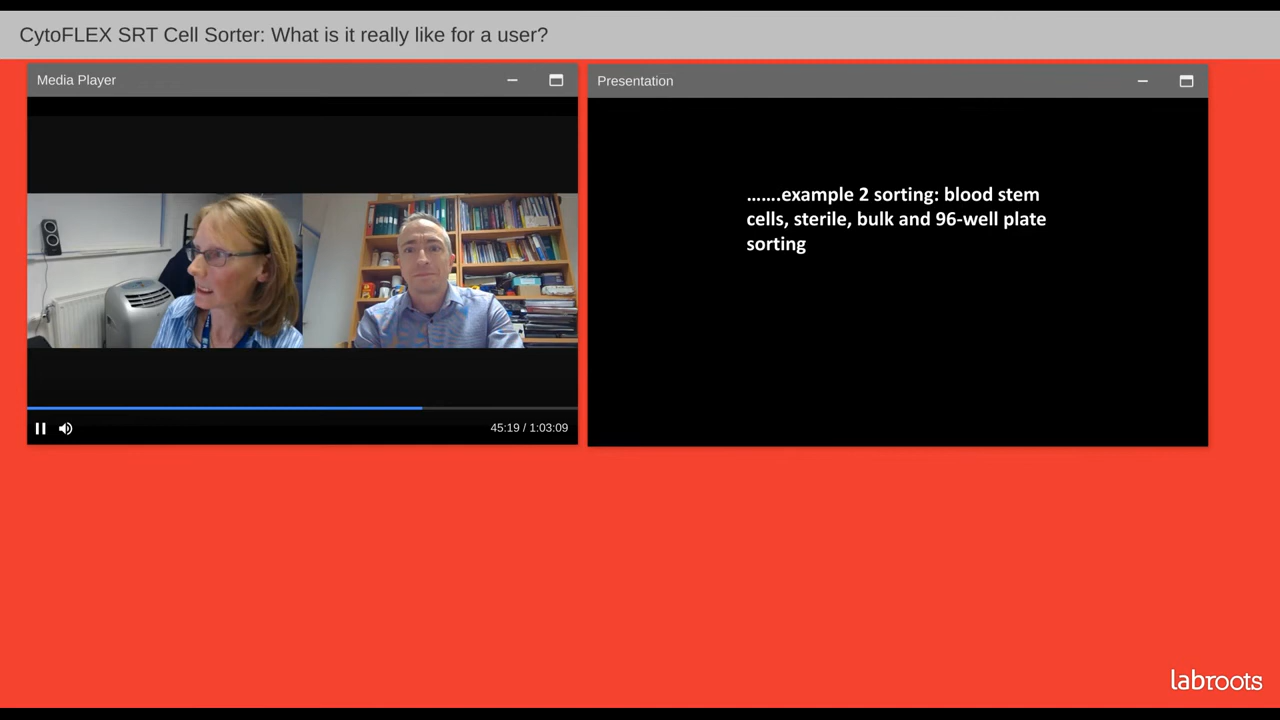 CytoFLEX SRT Cell Sorter: What is it really like for a user?
Media Player
Presentation
.......example 2 sorting: blood stem
cells, sterile, bulk and 96-well plate
sorting
45:19 / 1:03:09
labroots